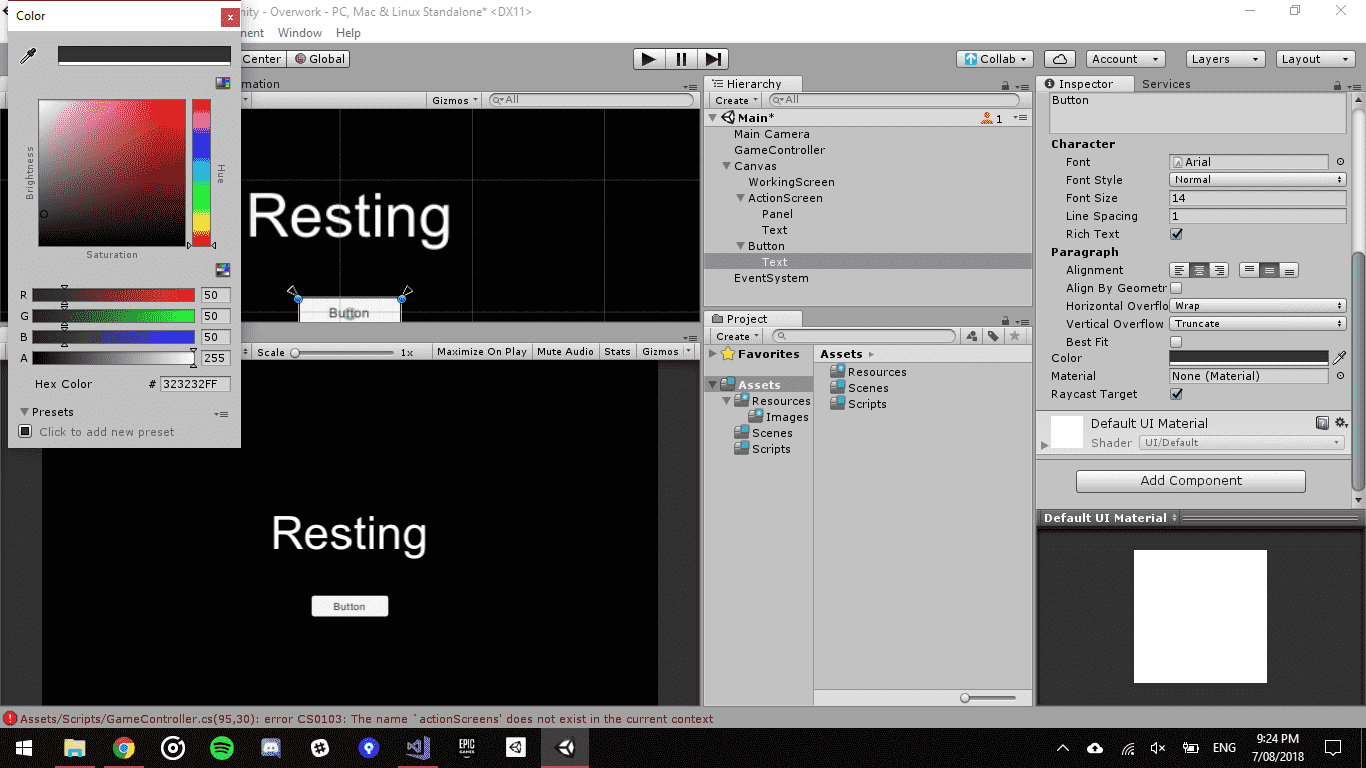 Color
nity - Overwork - PC, Mac & Linux Standalone* <DX11>
nent Window Help
Center Global
Collab Account Layers Layout
mation
Gizmos All
Brightness
Hue
Saturation
R 50
G 50
B 50
A 255
Hex Color # 323232FF
Presets
Click to add new preset
Resting
Button
Scale 1x Maximize On Play Mute Audio Stats Gizmos
Resting
Button
Hierarchy
Create All
Main* 1
Main Camera
GameController
Canvas
WorkingScreen
ActionScreen
Panel
Text
Button
Text
EventSystem
Project
Create
Favorites
Assets
Resources
Images
Scenes
Scripts
Assets
Resources
Scenes
Scripts
Inspector Services
Button
Character
Font Arial
Font Style Normal
Font Size 14
Line Spacing 1
Rich Text
Paragraph
Alignment
Align By Geometr
Horizontal Overflo Wrap
Vertical Overflow Truncate
Best Fit
Color
Material None (Material)
Raycast Target
Default UI Material
Shader UI/Default
Add Component
Default UI Material
Assets/Scripts/GameController.cs(95,30): error CS0103: The name `actionScreens' does not exist in the current context
EPIC GAMES
ENG
9:24 PM
7/08/2018